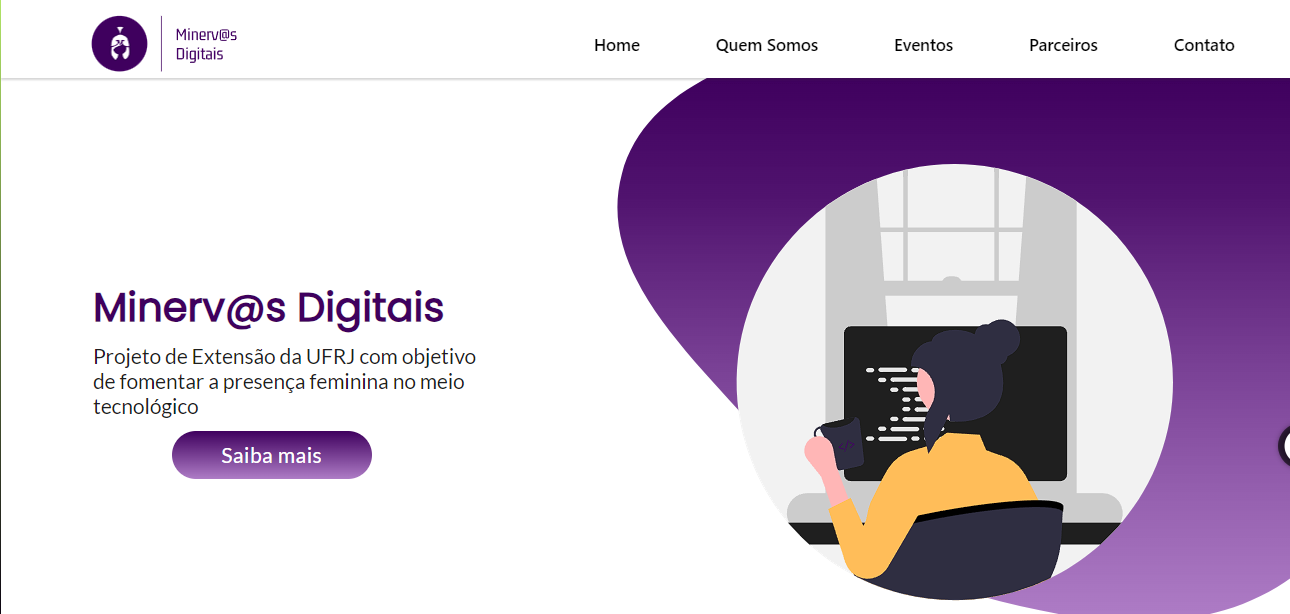 Minerv@s
Digitais
Home
Quem Somos
Eventos
Parceiros
Contato
Minerv@s Digitais
Projeto de Extensão da UFRJ com objetivo
de fomentar a presença feminina no meio
tecnológico
Saiba mais